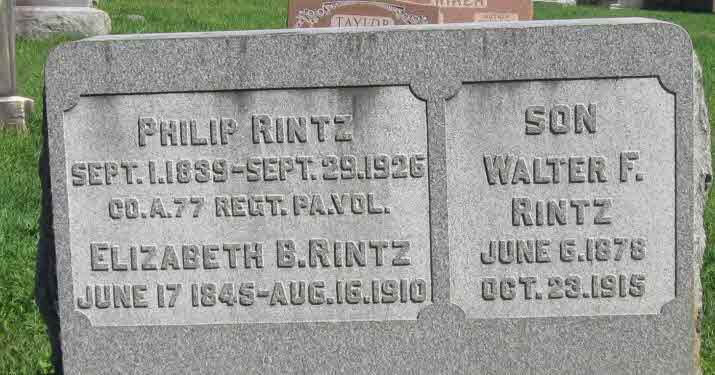 TAYLOR
PHILIP RINTZ
SEPT. 1. 1839-SEPT. 29. 1926
CO. A. 77 REGT. PA. VOL.
ELIZABETH B. RINTZ
JUNE 17 1845-AUG. 16. 1910
SON
WALTER F.
RINTZ
JUNE 6. 1878
OCT. 23. 1915